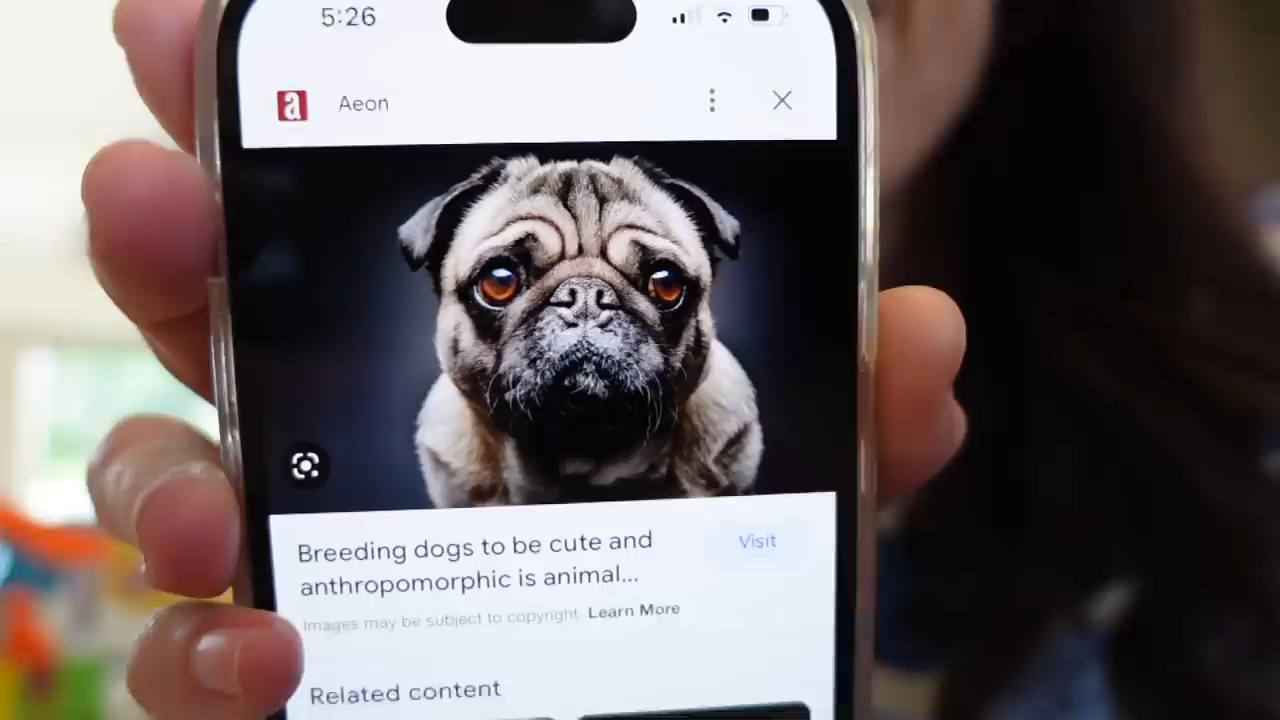 5:26
a Aeon
Breeding dogs to be cute and
Visit
anthropomorphic is animal...
Images may be subject to copyright. Learn More
Related content